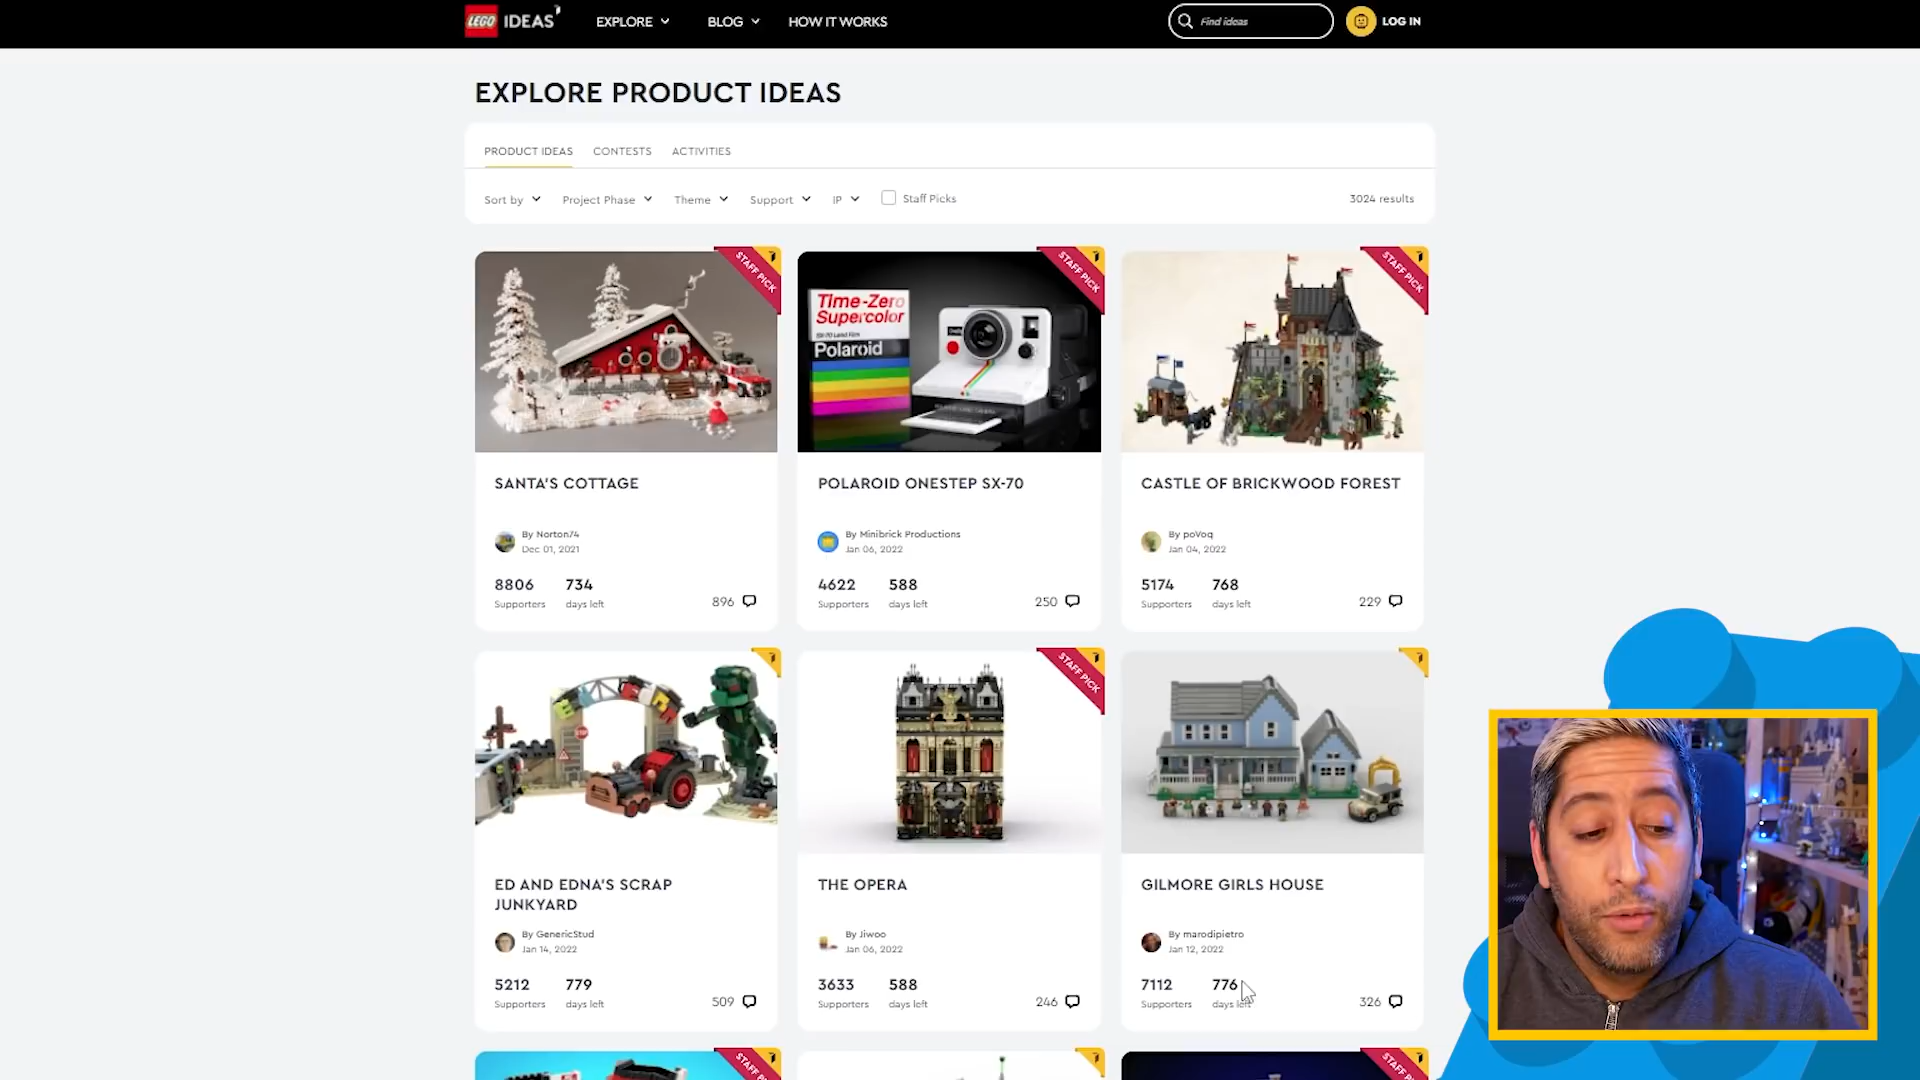 LEGO IDEAS EXPLORE BLOG HOW IT WORKS Find ideas LOG IN
EXPLORE PRODUCT IDEAS
PRODUCT IDEAS CONTESTS ACTIVITIES
Sort by Project Phase Theme Support IP Staff Picks 3024 results
STAFF PICK
Time-Zero
Supercolor
Polaroid
STAFF PICK
STAFF PICK
SANTA'S COTTAGE
By Norton74
Dec 01, 2021
8806 734
Supporters days left 896
POLAROID ONESTEP SX-70
By Minibrick Productions
Jan 06, 2022
4622 588
Supporters days left 250
CASTLE OF BRICKWOOD FOREST
By poVoq
Jan 04, 2022
5174 768
Supporters days left 229
STOP
ED AND EDNA'S SCRAP
JUNKYARD
By GenericStud
Jan 14, 2022
5212 779
Supporters days left 509
STAFF PICK
THE OPERA
By Jiwoo
Jan 06, 2022
3633 588
Supporters days left 246
GILMORE GIRLS HOUSE
By marodipietro
Jan 12, 2022
7112 776
Supporters days left 326
STAFF
STAFF